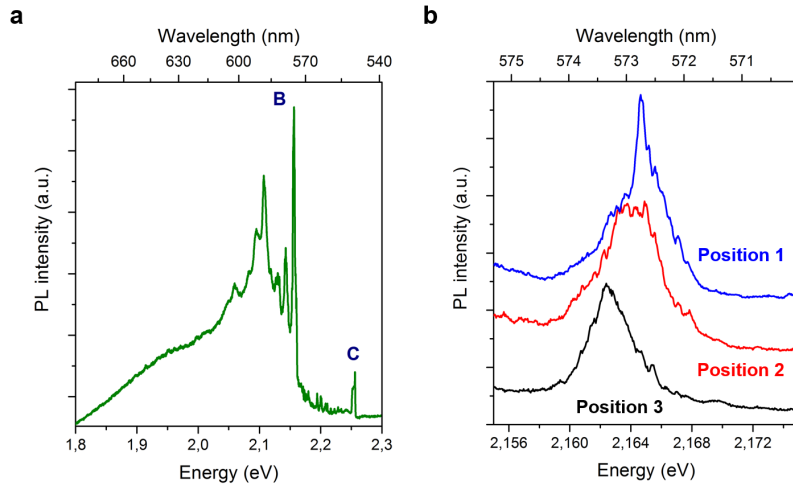 a
Wavelength (nm)
660 630 600 570 540
B
C
PL intensity (a.u.)
1,8 1,9 2,0 2,1 2,2 2,3
Energy (eV)
b
Wavelength (nm)
575 574 573 572 571
PL intensity (a.u.)
Position 1
Position 2
Position 3
2,156 2,160 2,164 2,168 2,172
Energy (eV)